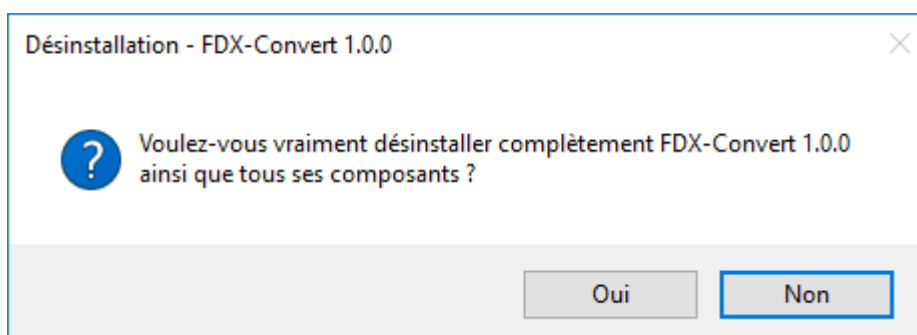 Désinstallation - FDX-Convert 1.0.0
Voulez-vous vraiment désinstaller complètement FDX-Convert 1.0.0
ainsi que tous ses composants ?
Oui Non